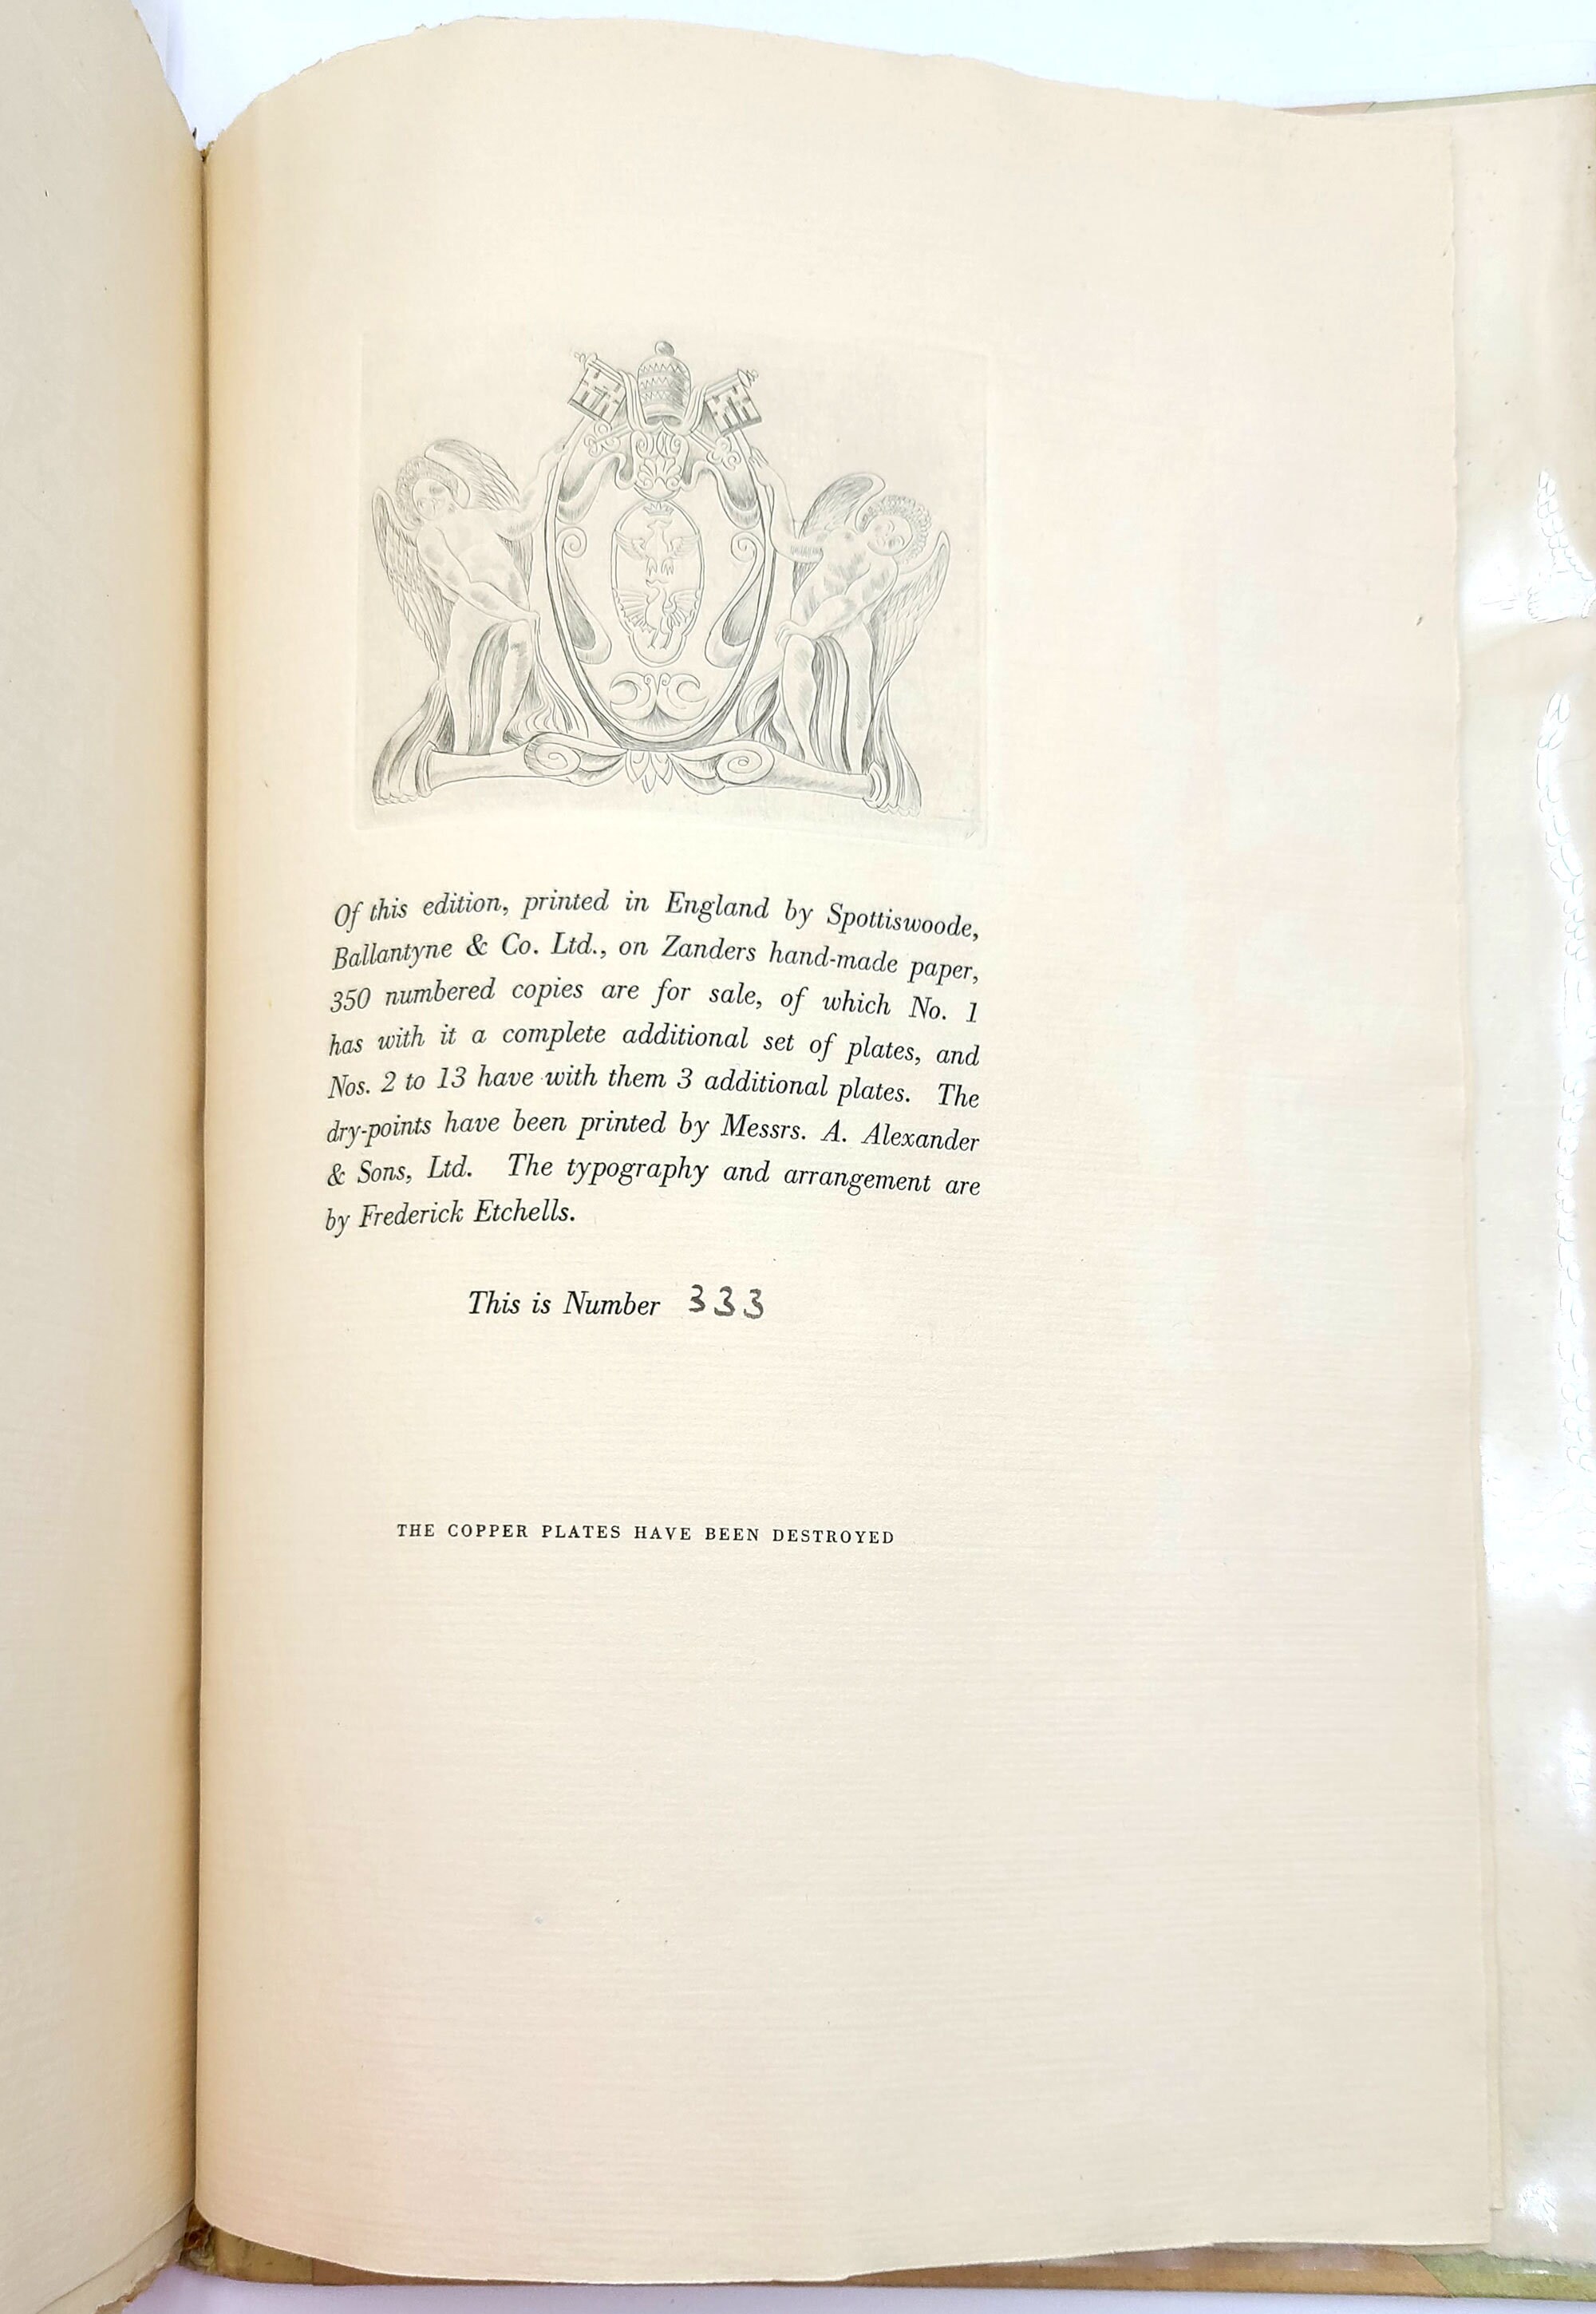 Of this edition, printed in England by Spottiswoode,
Ballantyne & Co. Ltd., on Zanders hand-made paper,
350 numbered copies are for sale, of which No. 1
has with it a complete additional set of plates, and
Nos. 2 to 13 have with them 3 additional plates. The
dry-points have been printed by Messrs. A. Alexander
& Sons, Ltd. The typography and arrangement are
by Frederick Etchells.
This is Number 333
THE COPPER PLATES HAVE BEEN DESTROYED